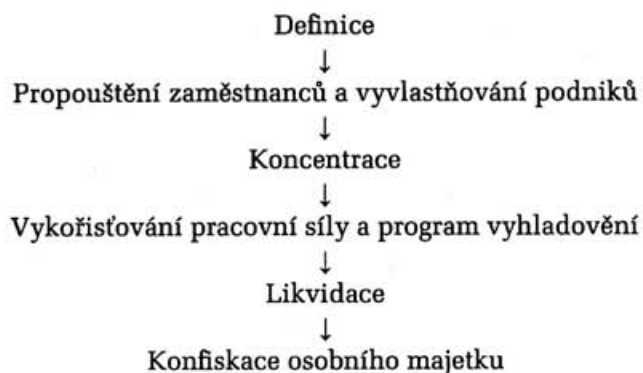 Definice
↓
Propouštění zaměstnanců a vyvlastňování podniků
↓
Koncentrace
↓
Vykořisťování pracovní síly a program vyhladovění
↓
Likvidace
↓
Konfiskace osobního majetku